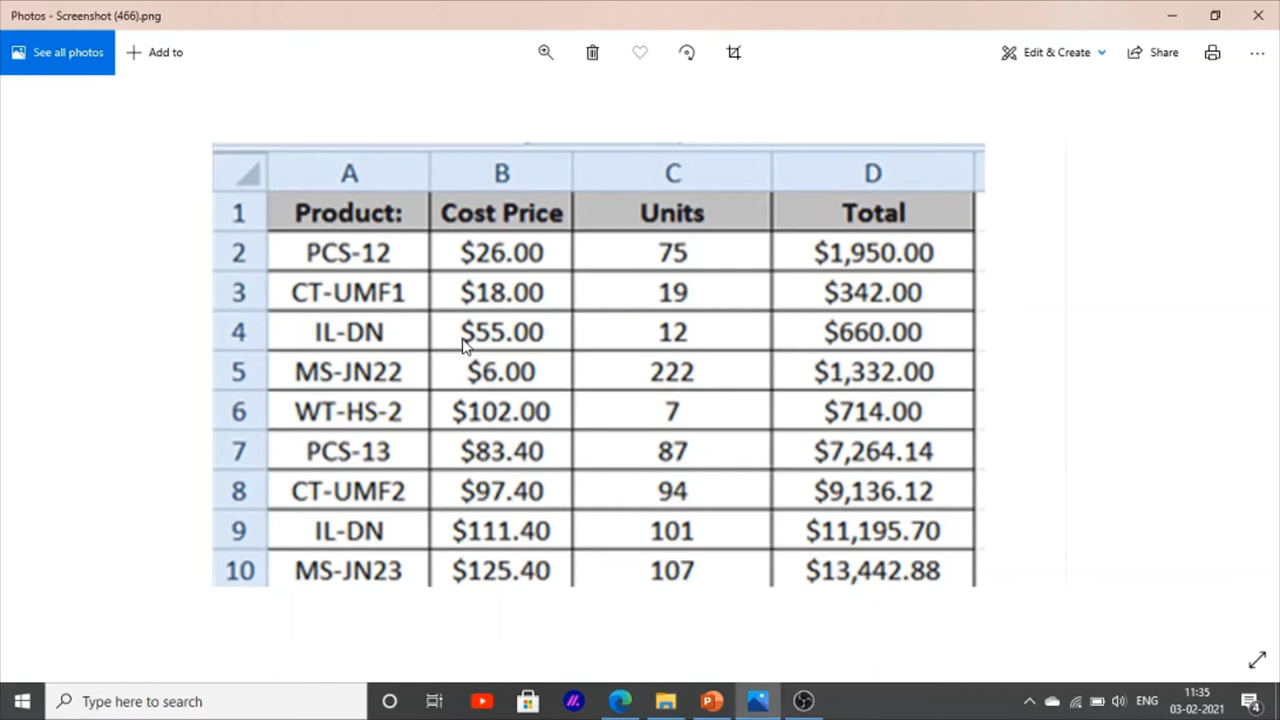 Photos - Screenshot (466).png
See all photos + Add to Edit & Create Share
A B C D
1 Product: Cost Price Units Total
2 PCS-12 $26.00 75 $1,950.00
3 CT-UMF1 $18.00 19 $342.00
4 IL-DN $55.00 12 $660.00
5 MS-JN22 $6.00 222 $1,332.00
6 WT-HS-2 $102.00 7 $714.00
7 PCS-13 $83.40 87 $7,264.14
8 CT-UMF2 $97.40 94 $9,136.12
9 IL-DN $111.40 101 $11,195.70
10 MS-JN23 $125.40 107 $13,442.88
Type here to search ENG 11:35
03-02-2021 4